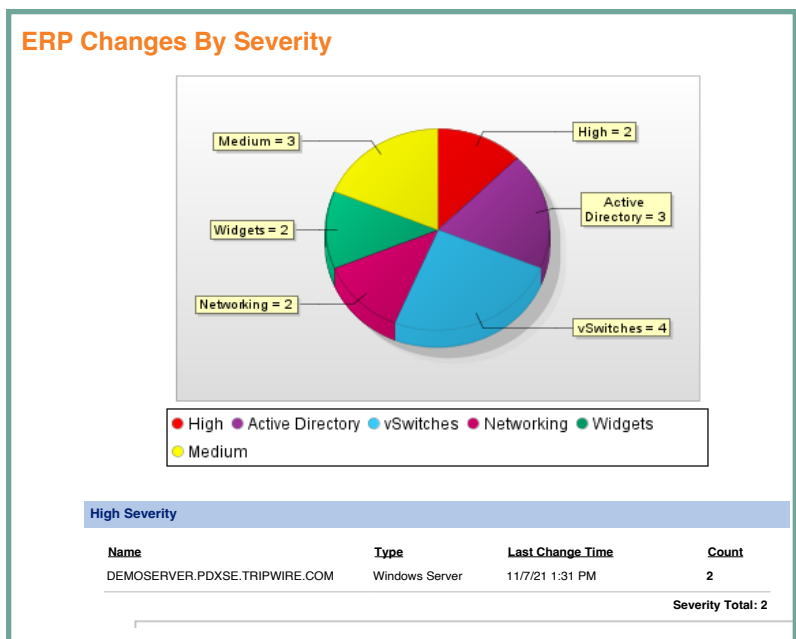 ERP Changes By Severity
Medium = 3
High = 2
Active
Directory = 3
Widgets = 2
Networking = 2
vSwitches = 4
High Active Directory vSwitches Networking Widgets
Medium
High Severity
Name Type Last Change Time Count
DEMOSERVER.PDXSE.TRIPWIRE.COM Windows Server 11/7/21 1:31 PM 2
Severity Total: 2